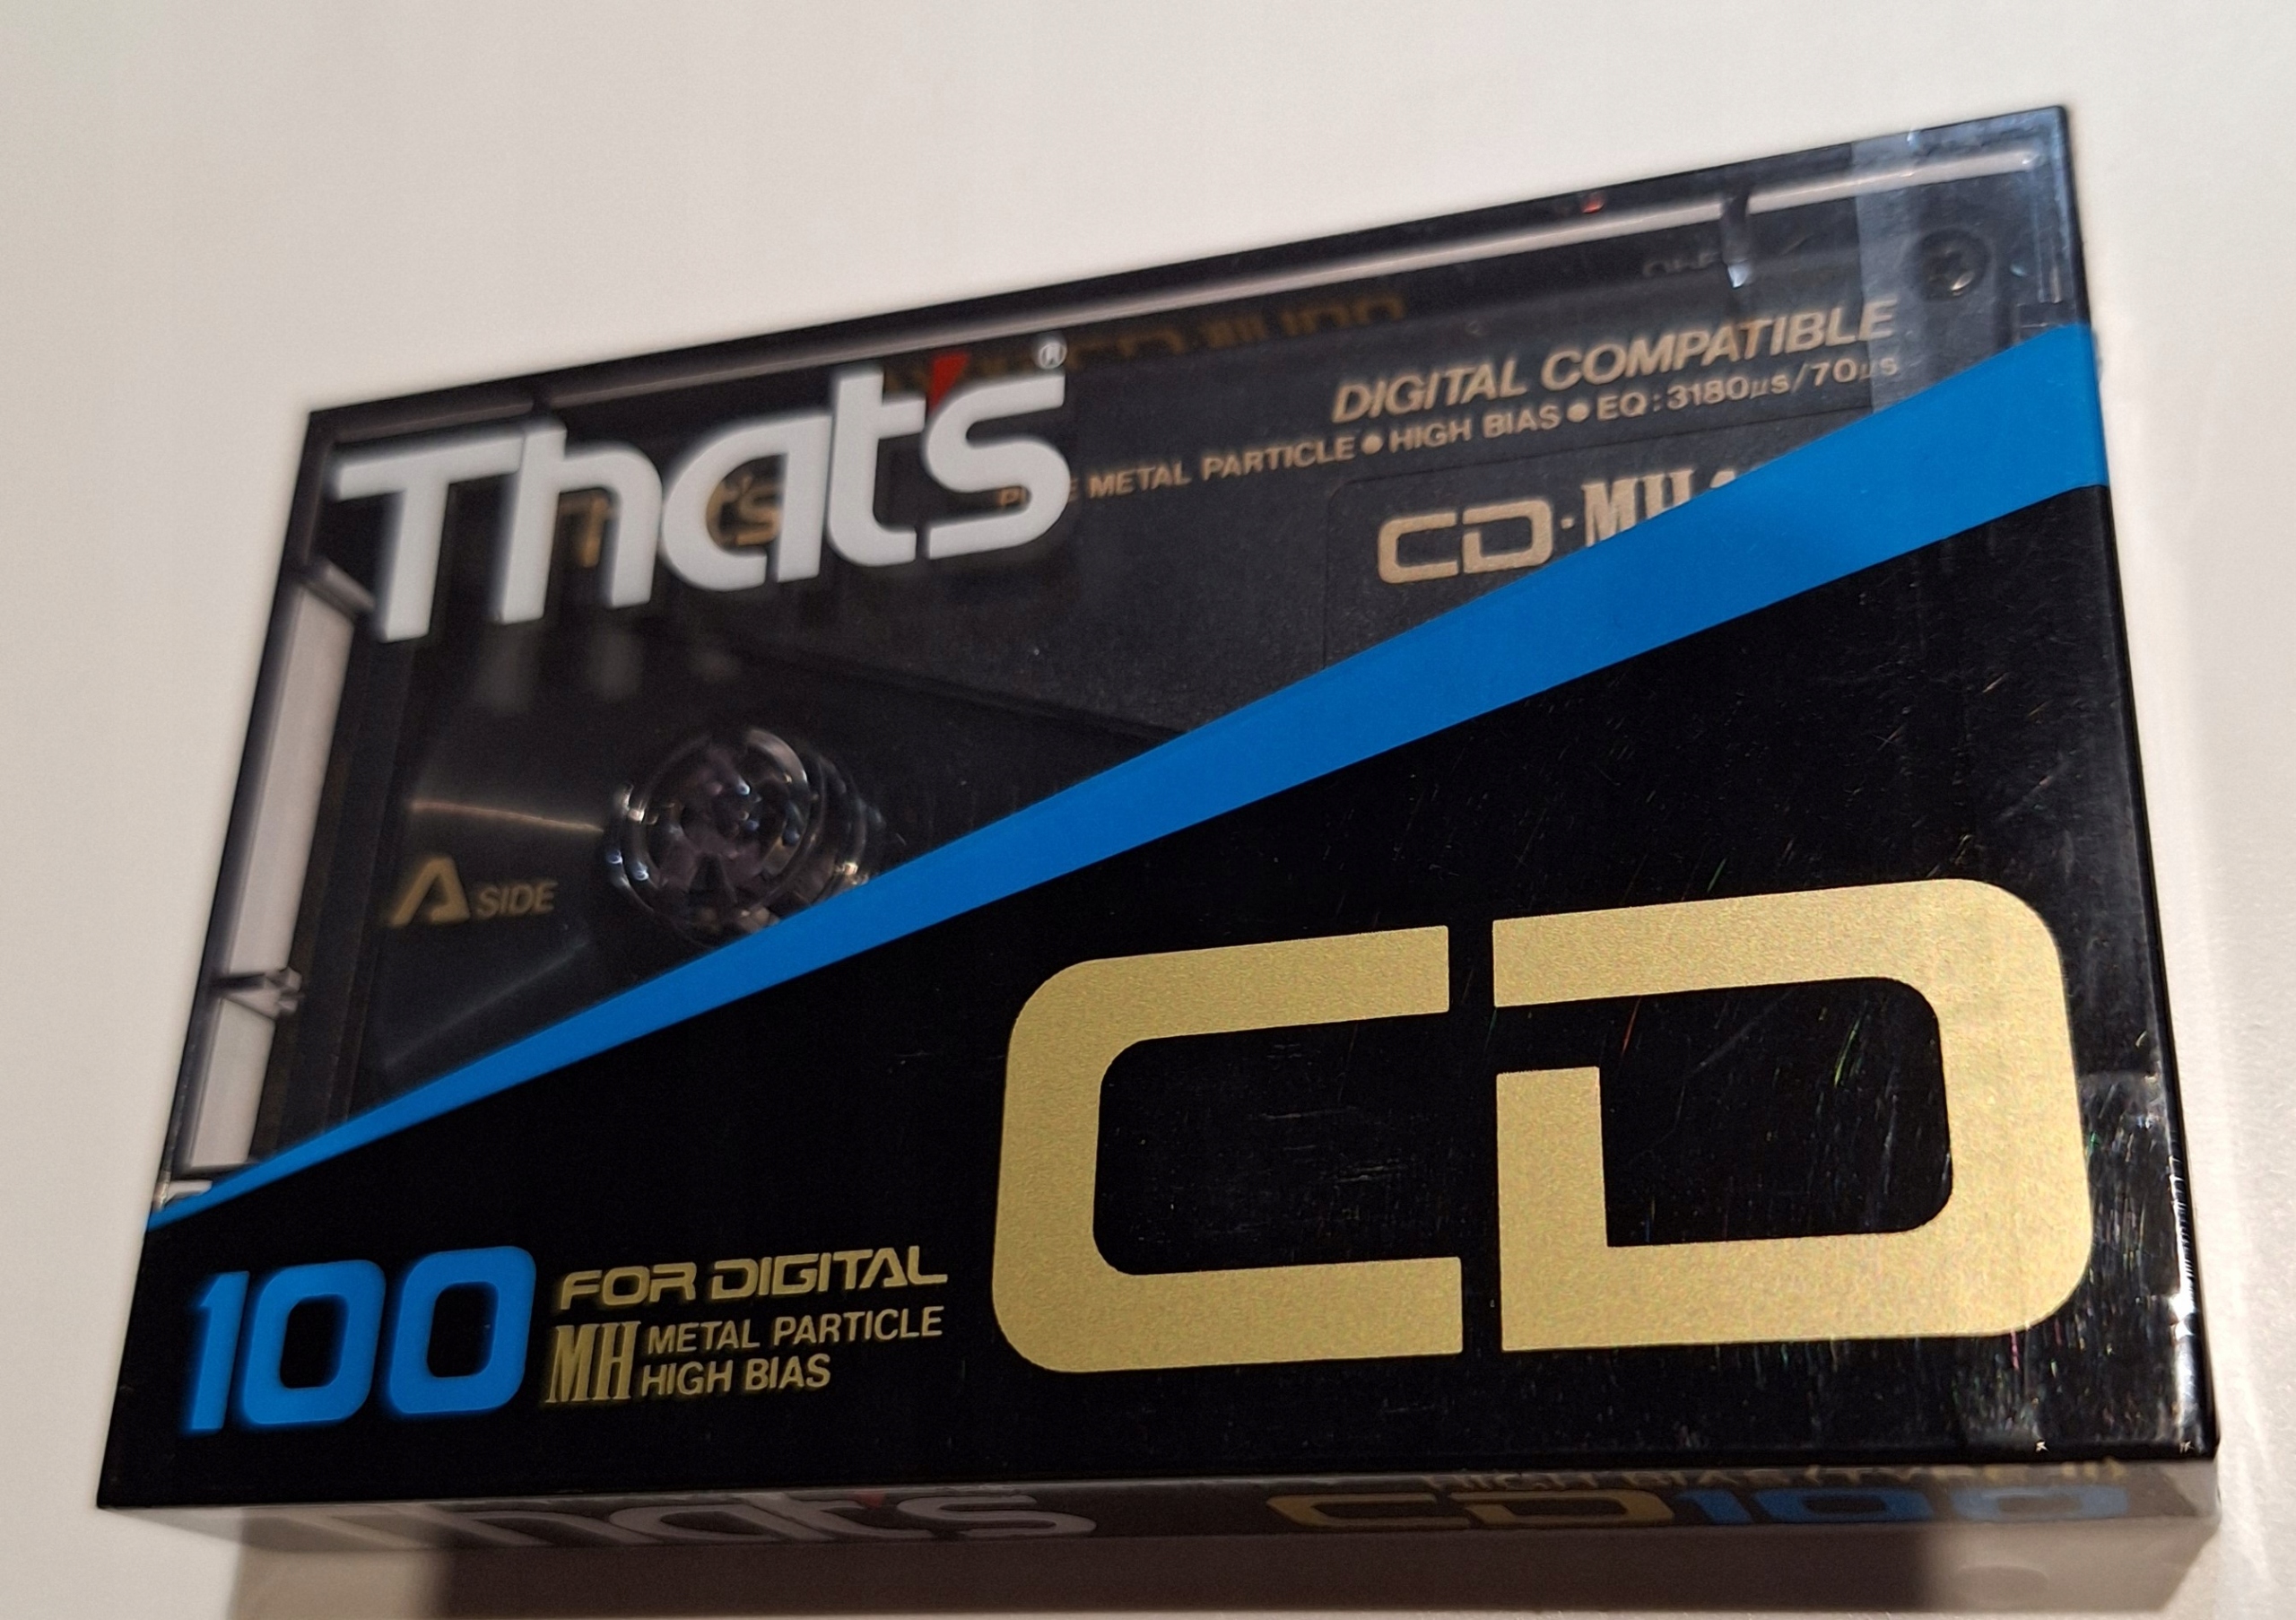 That's®
DIGITAL COMPATIBLE
METAL PARTICLE ● HIGH BIAS ● EQ:3180μs/70μs
CD·MH
A SIDE
CD
100 FOR DIGITAL
MH METAL PARTICLE
HIGH BIAS
That's CD100